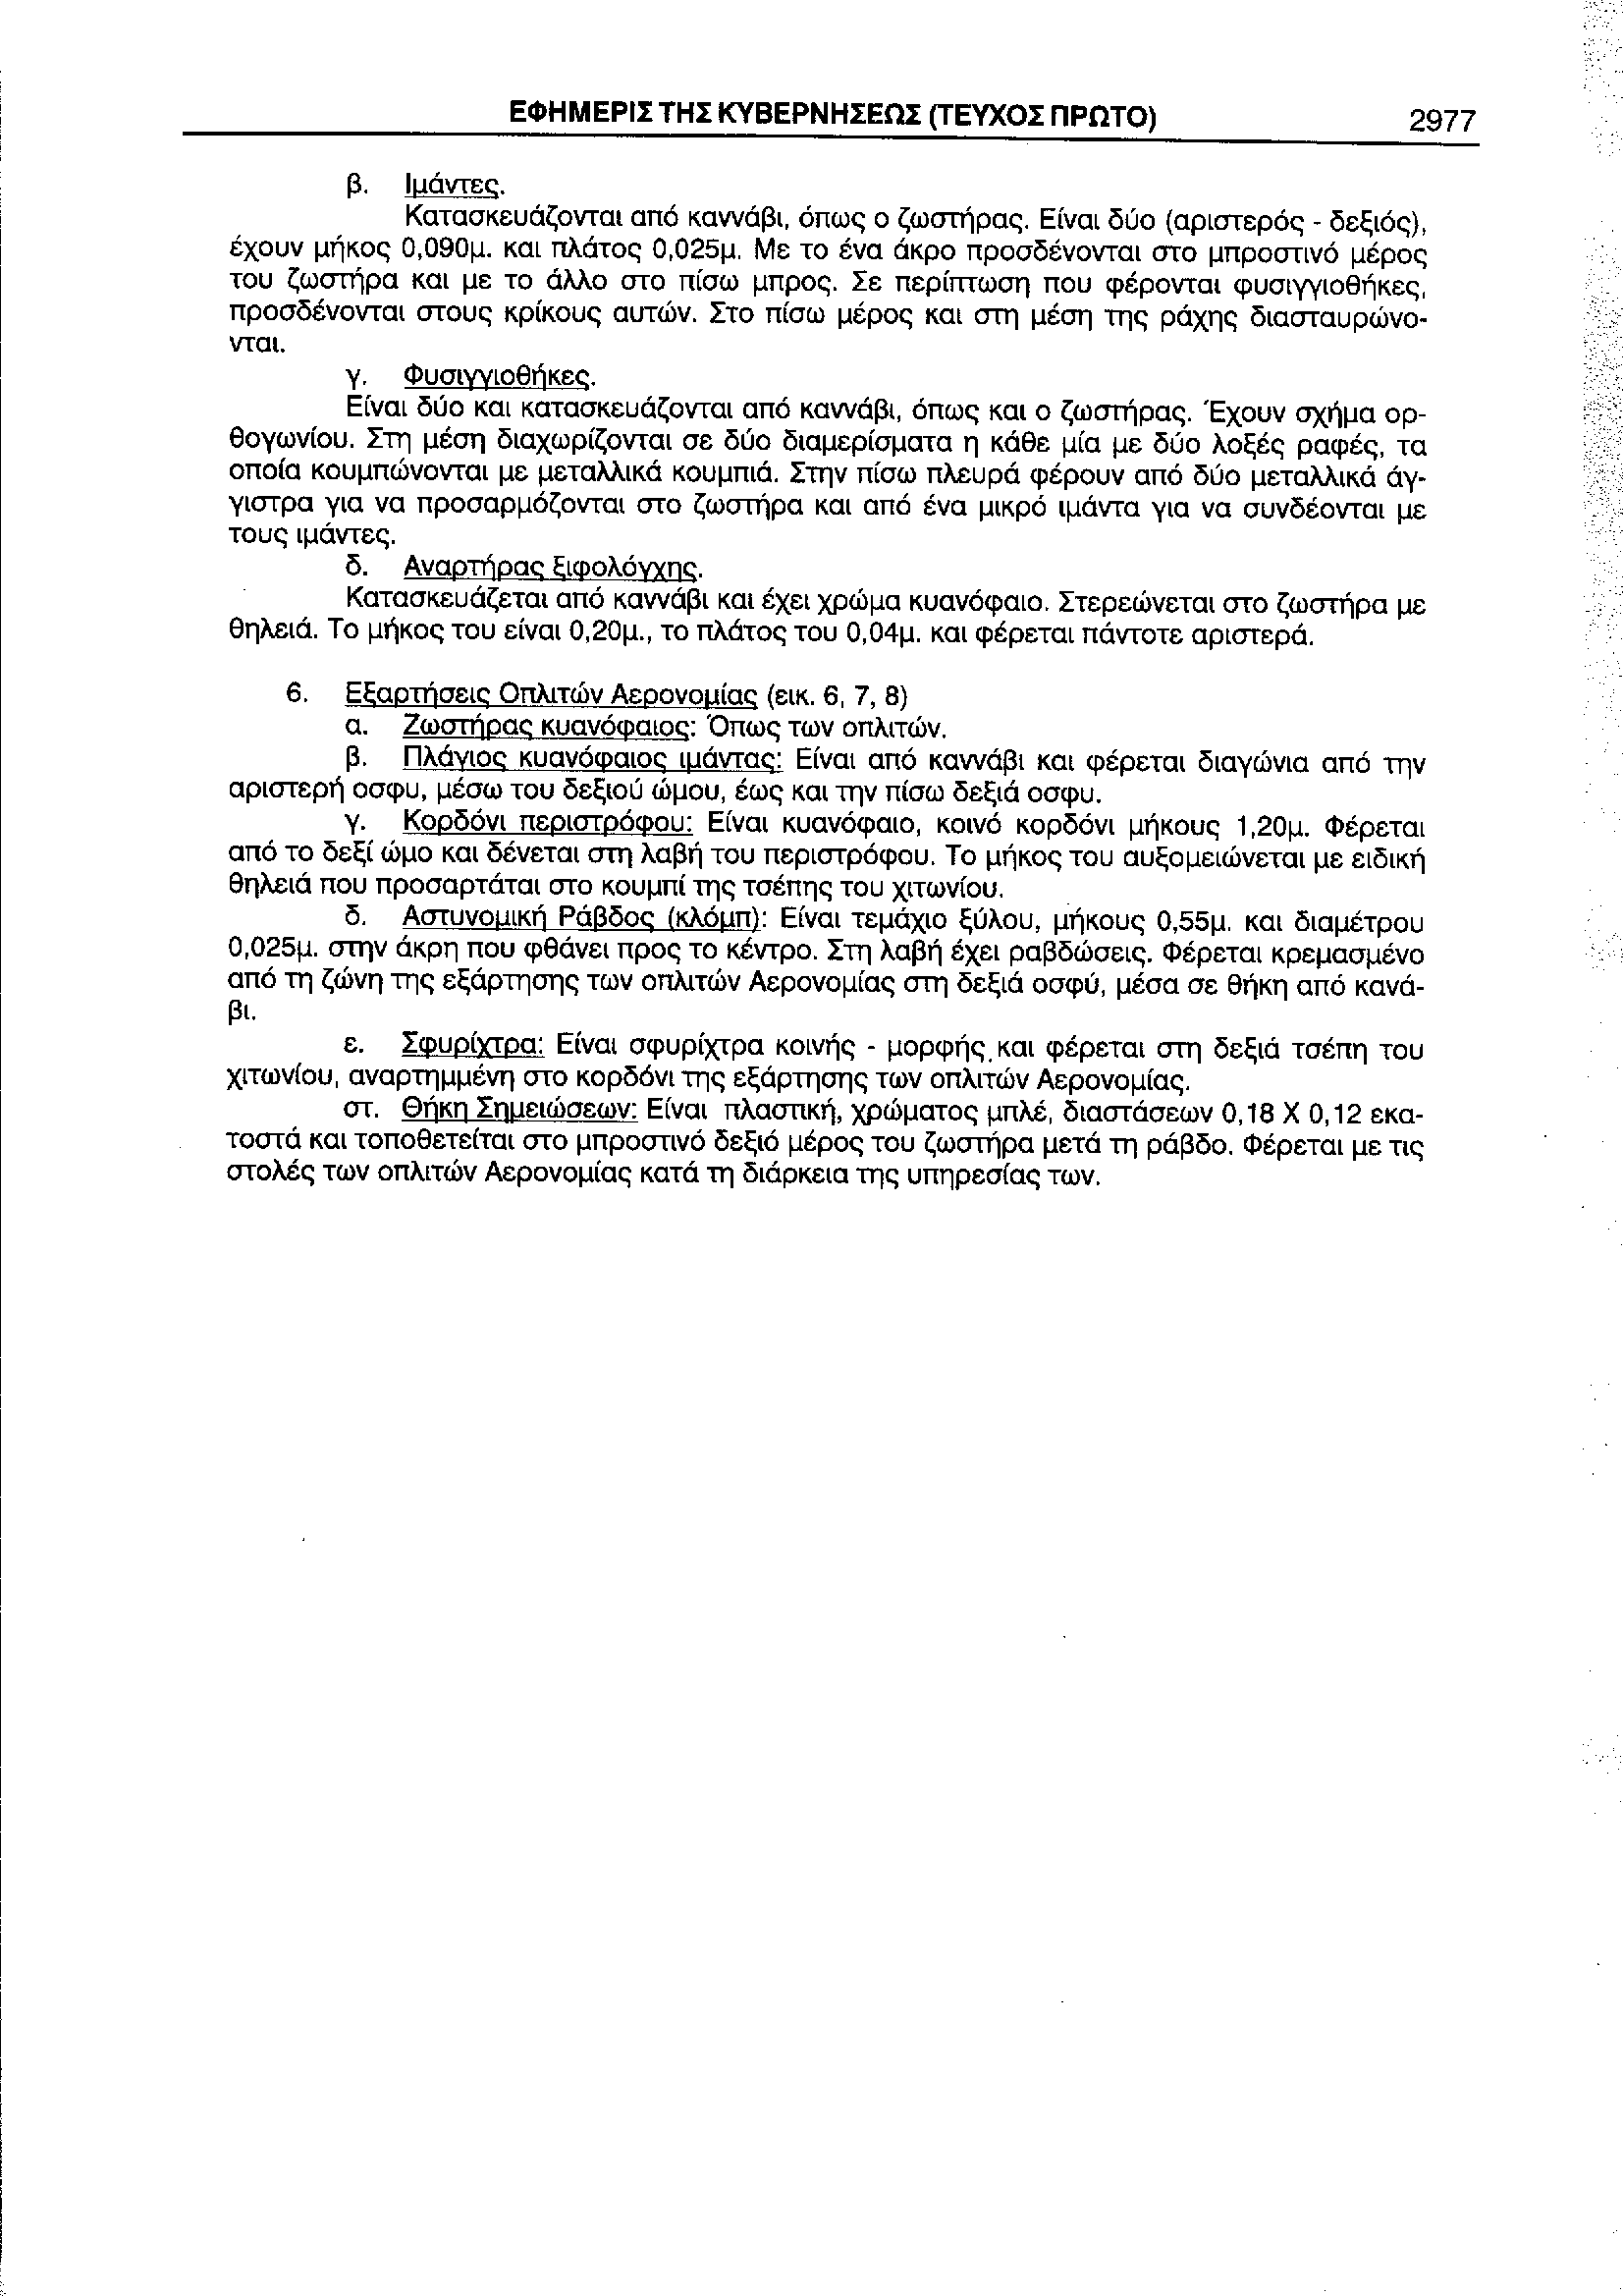 ΕΦΗΜΕΡΙΣ ΤΗΣ ΚΥΒΕΡΝΗΣΕΩΣ (ΤΕΥΧΟΣ ΠΡΩΤΟ) 2977
β. Ιμάντες.
Κατασκευάζονται από καννάβι, όπως ο ζωστήρας. Είναι δύο (αριστερός - δεξιός),
έχουν μήκος 0,090μ. και πλάτος 0,025μ. Με το ένα άκρο προσδένονται στο μπροστινό μέρος
του ζωστήρα και με το άλλο στο πίσω μπρος. Σε περίπτωση που φέρονται φυσιγγιοθήκες,
προσδένονται στους κρίκους αυτών. Στο πίσω μέρος και στη μέση της ράχης διασταυρώνο-
νται.
γ. Φυσιγγιοθήκες.
Είναι δύο και κατασκευάζονται από καννάβι, όπως και ο ζωστήρας. Έχουν σχήμα ορ-
θογωνίου. Στη μέση διαχωρίζονται σε δύο διαμερίσματα η κάθε μία με δύο λοξές ραφές, τα
οποία κουμπώνονται με μεταλλικά κουμπιά. Στην πίσω πλευρά φέρουν από δύο μεταλλικά άγ-
γιστρα για να προσαρμόζονται στο ζωστήρα και από ένα μικρό ιμάντα για να συνδέονται με
τους ιμάντες.
δ. Αναρτήρας ξιφολόγχης.
Κατασκευάζεται από καννάβι και έχει χρώμα κυανόφαιο. Στερεώνεται στο ζωστήρα με
θηλειά. Το μήκος του είναι 0,20μ., το πλάτος του 0,04μ. και φέρεται πάντοτε αριστερά.
6. Εξαρτήσεις Οπλιτών Αερονομίας (εικ. 6, 7, 8)
α. Ζωστήρας κυανόφαιος: Όπως των οπλιτών.
β. Πλάγιος κυανόφαιος ιμάντας: Είναι από καννάβι και φέρεται διαγώνια από την
αριστερή οσφυ, μέσω του δεξιού ώμου, έως και την πίσω δεξιά οσφυ.
γ. Κορδόνι περιστρόφου: Είναι κυανόφαιο, κοινό κορδόνι μήκους 1,20μ. Φέρεται
από το δεξί ώμο και δένεται στη λαβή του περιστρόφου. Το μήκος του αυξομειώνεται με ειδική
θηλειά που προσαρτάται στο κουμπί της τσέπης του χιτωνίου.
δ. Αστυνομική Ράβδος (κλόμπ): Είναι τεμάχιο ξύλου, μήκους 0,55μ. και διαμέτρου
0,025μ. στην άκρη που φθάνει προς το κέντρο. Στη λαβή έχει ραβδώσεις. Φέρεται κρεμασμένο
από τη ζώνη της εξάρτησης των οπλιτών Αερονομίας στη δεξιά οσφύ, μέσα σε θήκη από κανά-
βι.
ε. Σφυρίχτρα: Είναι σφυρίχτρα κοινής - μορφής και φέρεται στη δεξιά τσέπη του
χιτωνίου, αναρτημμένη στο κορδόνι της εξάρτησης των οπλιτών Αερονομίας.
στ. Θήκη Σημειώσεων: Είναι πλαστική, χρώματος μπλέ, διαστάσεων 0,18 Χ 0,12 εκα-
τοστά και τοποθετείται στο μπροστινό δεξιό μέρος του ζωστήρα μετά τη ράβδο. Φέρεται με τις
στολές των οπλιτών Αερονομίας κατά τη διάρκεια της υπηρεσίας των.